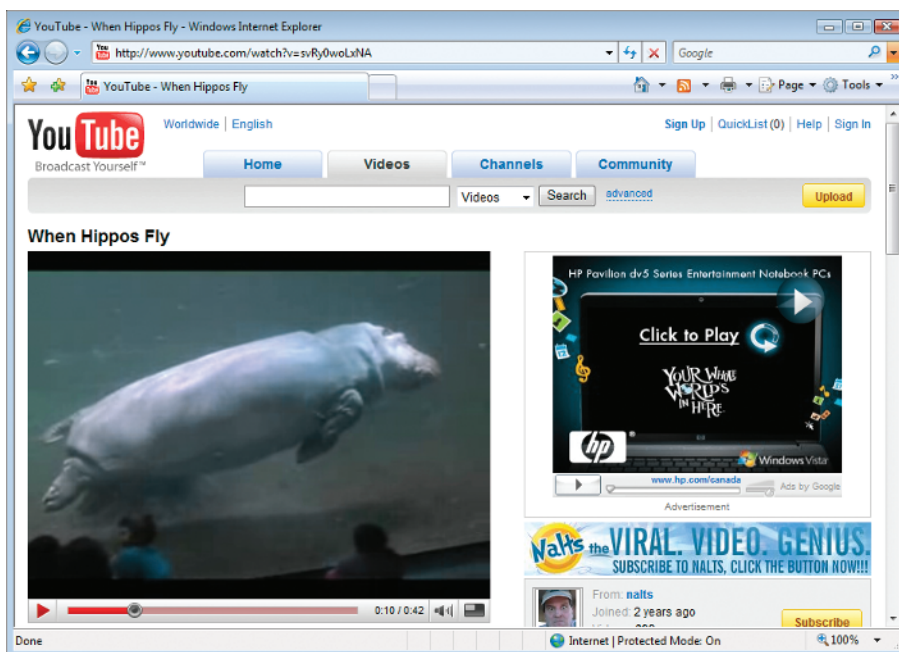 YouTube - When Hippos Fly - Windows Internet Explorer
http://www.youtube.com/watch?v=svRy0woLxNA
Google
YouTube - When Hippos Fly
Page
Tools
You Tube
Broadcast Yourself™
Worldwide | English
Sign Up | QuickList (0) | Help | Sign In
Home
Videos
Channels
Community
Videos
Search
advanced
Upload
When Hippos Fly
0:10 / 0:42
HP Pavilion dv5 Series Entertainment Notebook PCs
Click to Play
YOUR WHOLE
WORLD'S
IN HERE.
hp
Windows Vista
www.hp.com/canada
Ads by Google
Advertisement
Nalts the VIRAL. VIDEO. GENIUS.
SUBSCRIBE TO NALTS, CLICK THE BUTTON NOW!!!
From: nalts
Joined: 2 years ago
Subscribe
Done
Internet | Protected Mode: On
100%